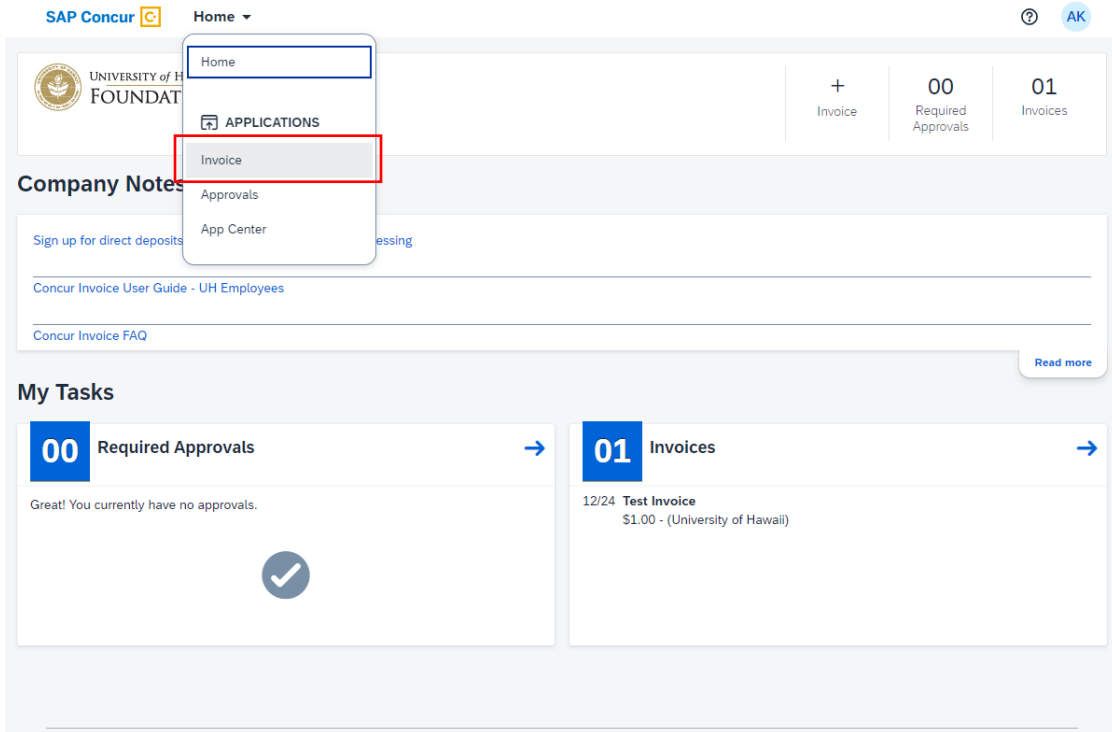 SAP Concur C Home
AK
Home
APPLICATIONS
Invoice
Approvals
App Center
UNIVERSITY of H
FOUNDAT
+
Invoice
00
Required
Approvals
01
Invoices
Company Notes
Sign up for direct deposits essing
Concur Invoice User Guide - UH Employees
Concur Invoice FAQ
Read more
My Tasks
00 Required Approvals
Great! You currently have no approvals.
01 Invoices
12/24 Test Invoice
$1.00 - (University of Hawaii)